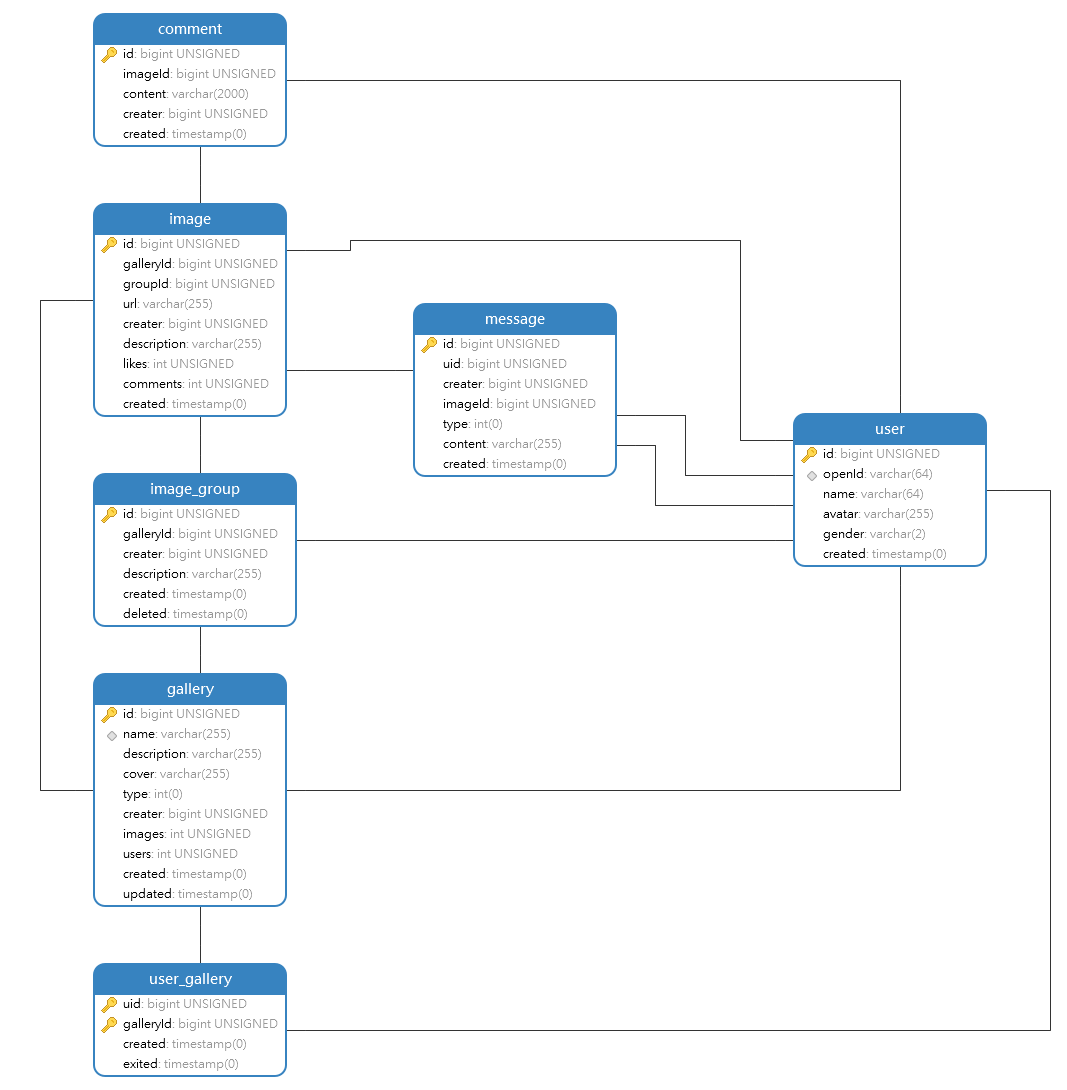 comment
id: bigint UNSIGNED
imageId: bigint UNSIGNED
content: varchar(2000)
creater: bigint UNSIGNED
created: timestamp(0)
image
id: bigint UNSIGNED
galleryId: bigint UNSIGNED
groupId: bigint UNSIGNED
url: varchar(255)
creater: bigint UNSIGNED
description: varchar(255)
likes: int UNSIGNED
comments: int UNSIGNED
created: timestamp(0)
message
id: bigint UNSIGNED
uid: bigint UNSIGNED
creater: bigint UNSIGNED
imageId: bigint UNSIGNED
type: int(0)
content: varchar(255)
created: timestamp(0)
user
id: bigint UNSIGNED
openId: varchar(64)
name: varchar(64)
avatar: varchar(255)
gender: varchar(2)
created: timestamp(0)
image_group
id: bigint UNSIGNED
galleryId: bigint UNSIGNED
creater: bigint UNSIGNED
description: varchar(255)
created: timestamp(0)
deleted: timestamp(0)
gallery
id: bigint UNSIGNED
name: varchar(255)
description: varchar(255)
cover: varchar(255)
type: int(0)
creater: bigint UNSIGNED
images: int UNSIGNED
users: int UNSIGNED
created: timestamp(0)
updated: timestamp(0)
user_gallery
uid: bigint UNSIGNED
galleryId: bigint UNSIGNED
created: timestamp(0)
exited: timestamp(0)